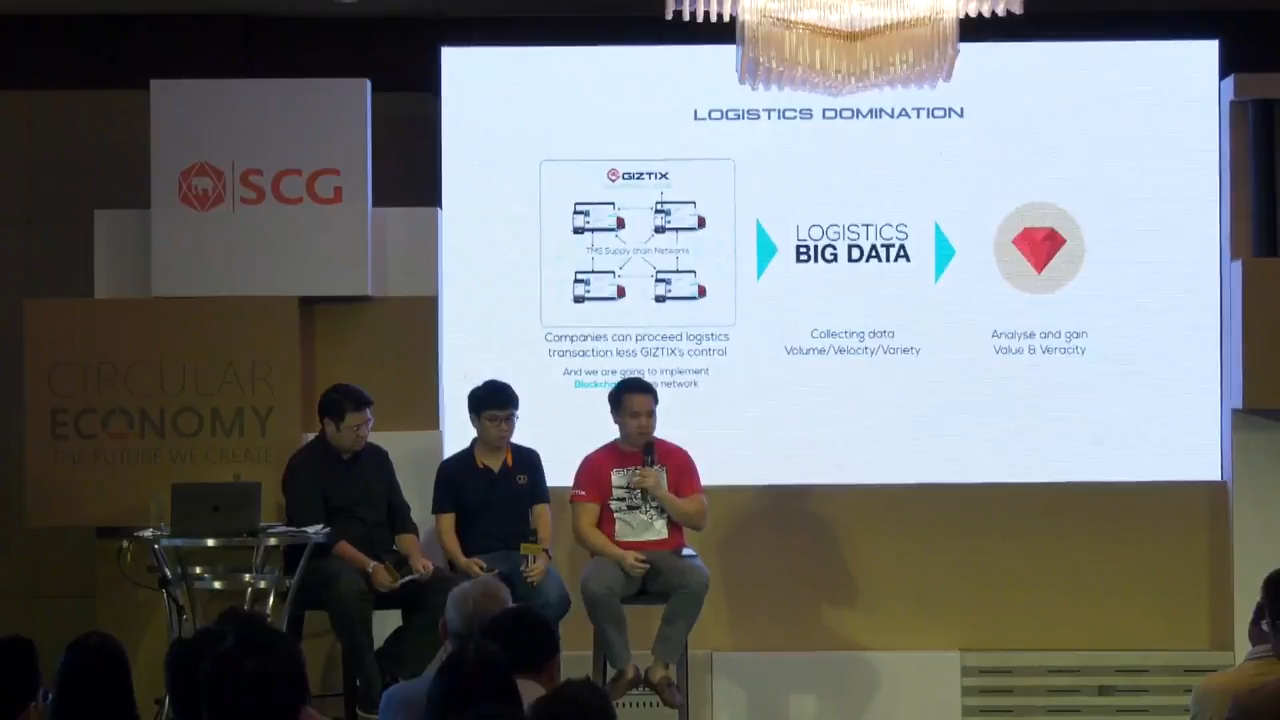 LOGISTICS DOMINATION
SCG
GIZTIX
TMS Supply chain Networks
LOGISTICS
BIG DATA
Companies can proceed logistics
transaction less GIZTIX's control
And we are going to implement
network
Collecting data
Volume/Velocity/Variety
Analyse and gain
Value & Veracity
CIRCULAR
ECONOMY
THE FUTURE WE CREATE
GIZTIX